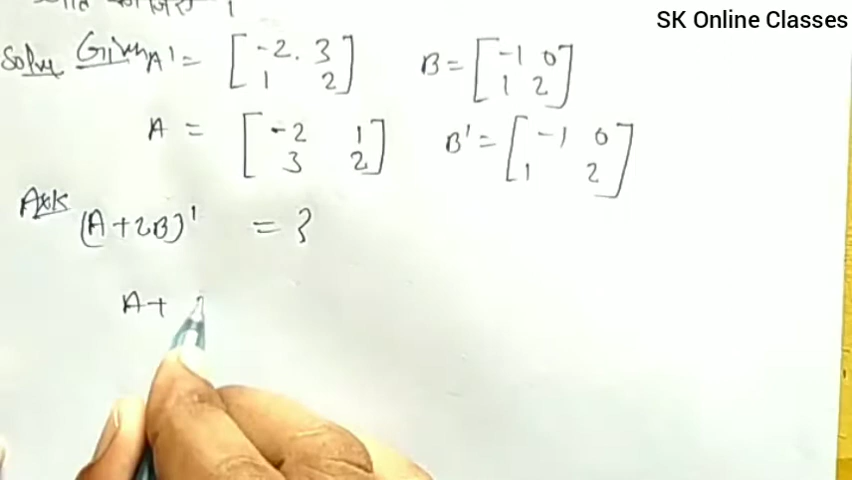 SK Online Classes
Solve Given A' = [-2. 3 B = [-1 0
1 2] 1 2]
A = [-2 1 B' = [-1 0
3 2] 1 2]
Ask (A+2B)' = ?
A+